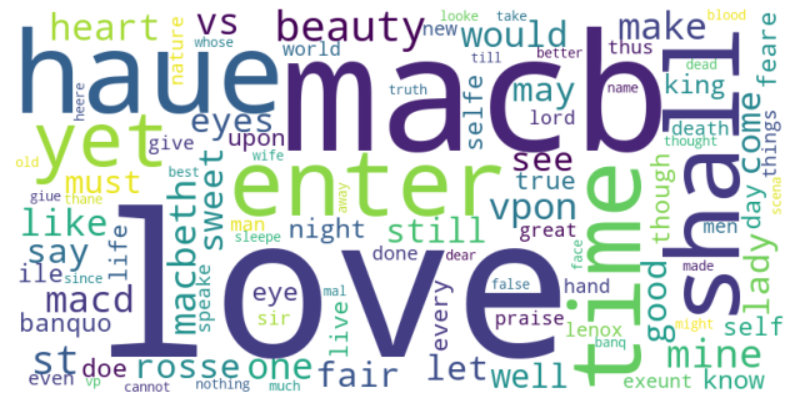 heart
vs
beauty
new
looke
take
would
make
blood
nature
whose
world
till
better
thus
feare
haue
macb
shall
heere
eyes
truth
selfe
may
name
king
dead
yet
give
upon
lord
death
come
things
old
must
best
wife
enter
see
thought
giue
thane
sweet
away
true
vpon
time
though
day
men
scena
like
macbeth
man
night
still
great
lady
say
life
sleepe
done
dear
face
made
ile
since
speake
love
eye
mal
every
false
hand
good
might
macd
sir
live
praise
lenox
self
banquo
banq
st
doe
rosse
one
fair
let
well
mine
even
vp
cannot
nothing
much
exeunt
know